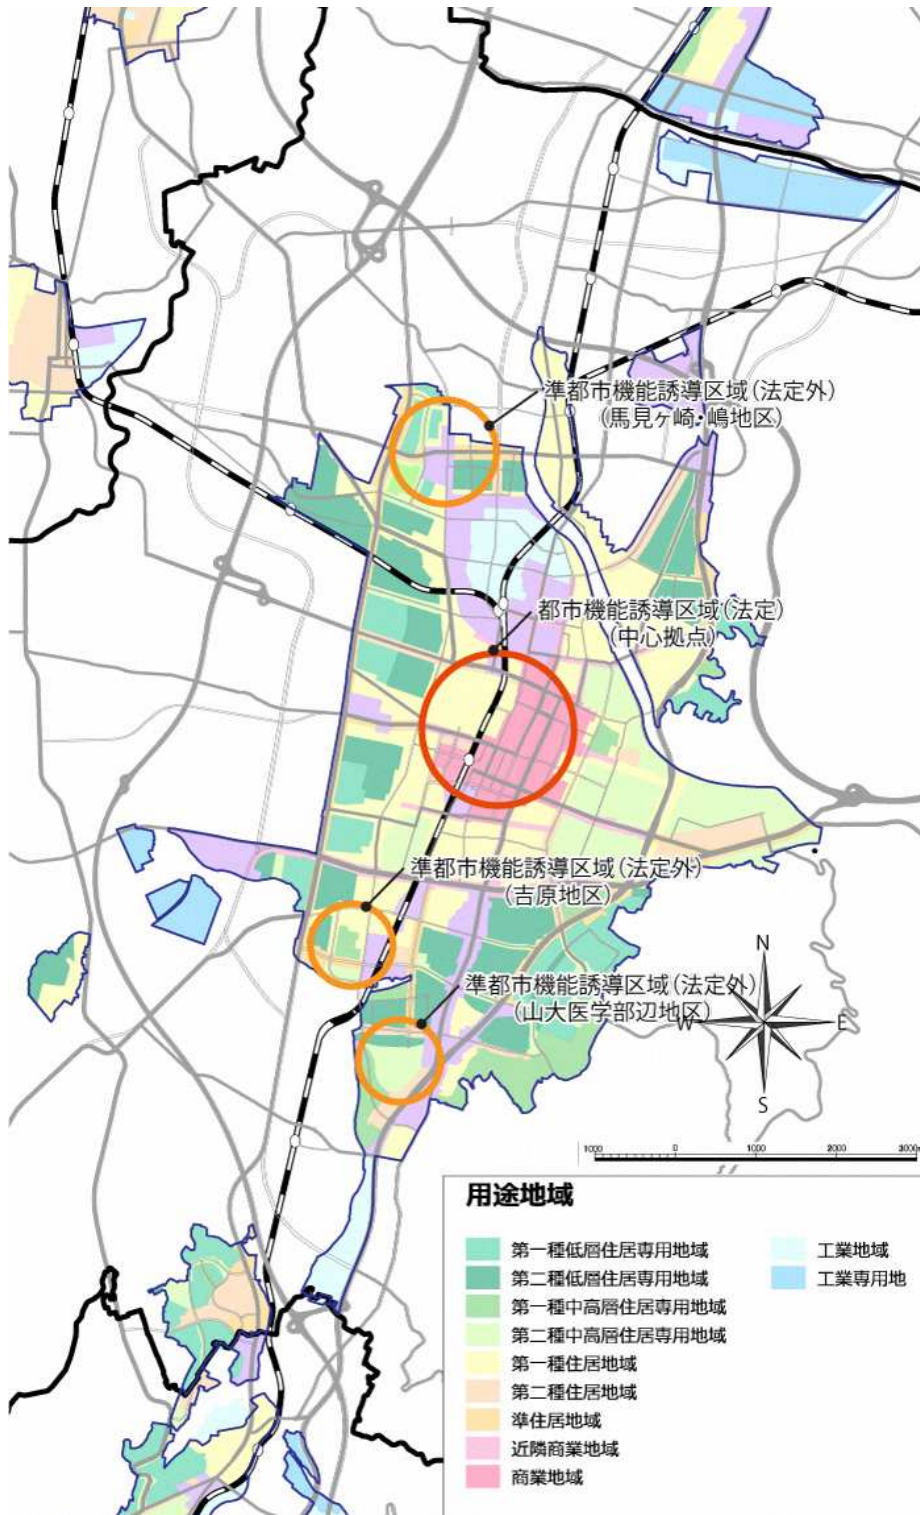 準都市機能誘導区域(法定外)
(馬見ヶ崎・嶋地区)
都市機能誘導区域(法定)
(中心拠点)
準都市機能誘導区域(法定外)
(吉原地区)
準都市機能誘導区域(法定外)
(山大医学部辺地区)
N
W
E
S
1000 0 1000 2000 3000m
用途地域
第一種低層住居専用地域
第二種低層住居専用地域
第一種中高層住居専用地域
第二種中高層住居専用地域
第一種住居地域
第二種住居地域
準住居地域
近隣商業地域
商業地域
工業地域
工業専用地